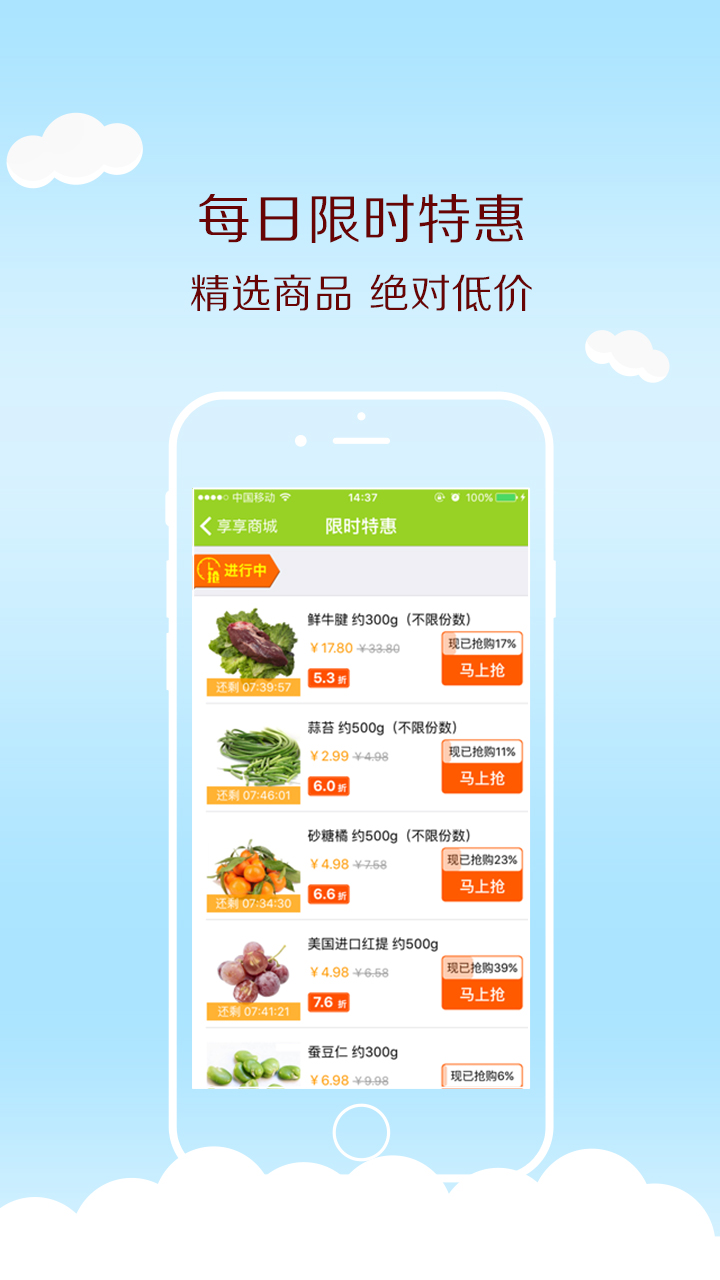 每日限时特惠
精选商品 绝对低价
中国移动 14:37 100%
享享商城 限时特惠
抢 进行中
鲜牛腱 约300g（不限份数）
￥17.80 ￥33.80
现已抢购17%
5.3 折
马上抢
还剩 07:39:57
蒜苔 约500g（不限份数）
￥2.99 ￥4.98
现已抢购11%
6.0 折
马上抢
还剩 07:46:01
砂糖橘 约500g（不限份数）
￥4.98 ￥7.58
现已抢购23%
6.6 折
马上抢
还剩 07:34:30
美国进口红提 约500g
￥4.98 ￥6.58
现已抢购39%
7.6 折
马上抢
还剩 07:41:21
蚕豆仁 约300g
￥6.98 ￥9.98
现已抢购6%